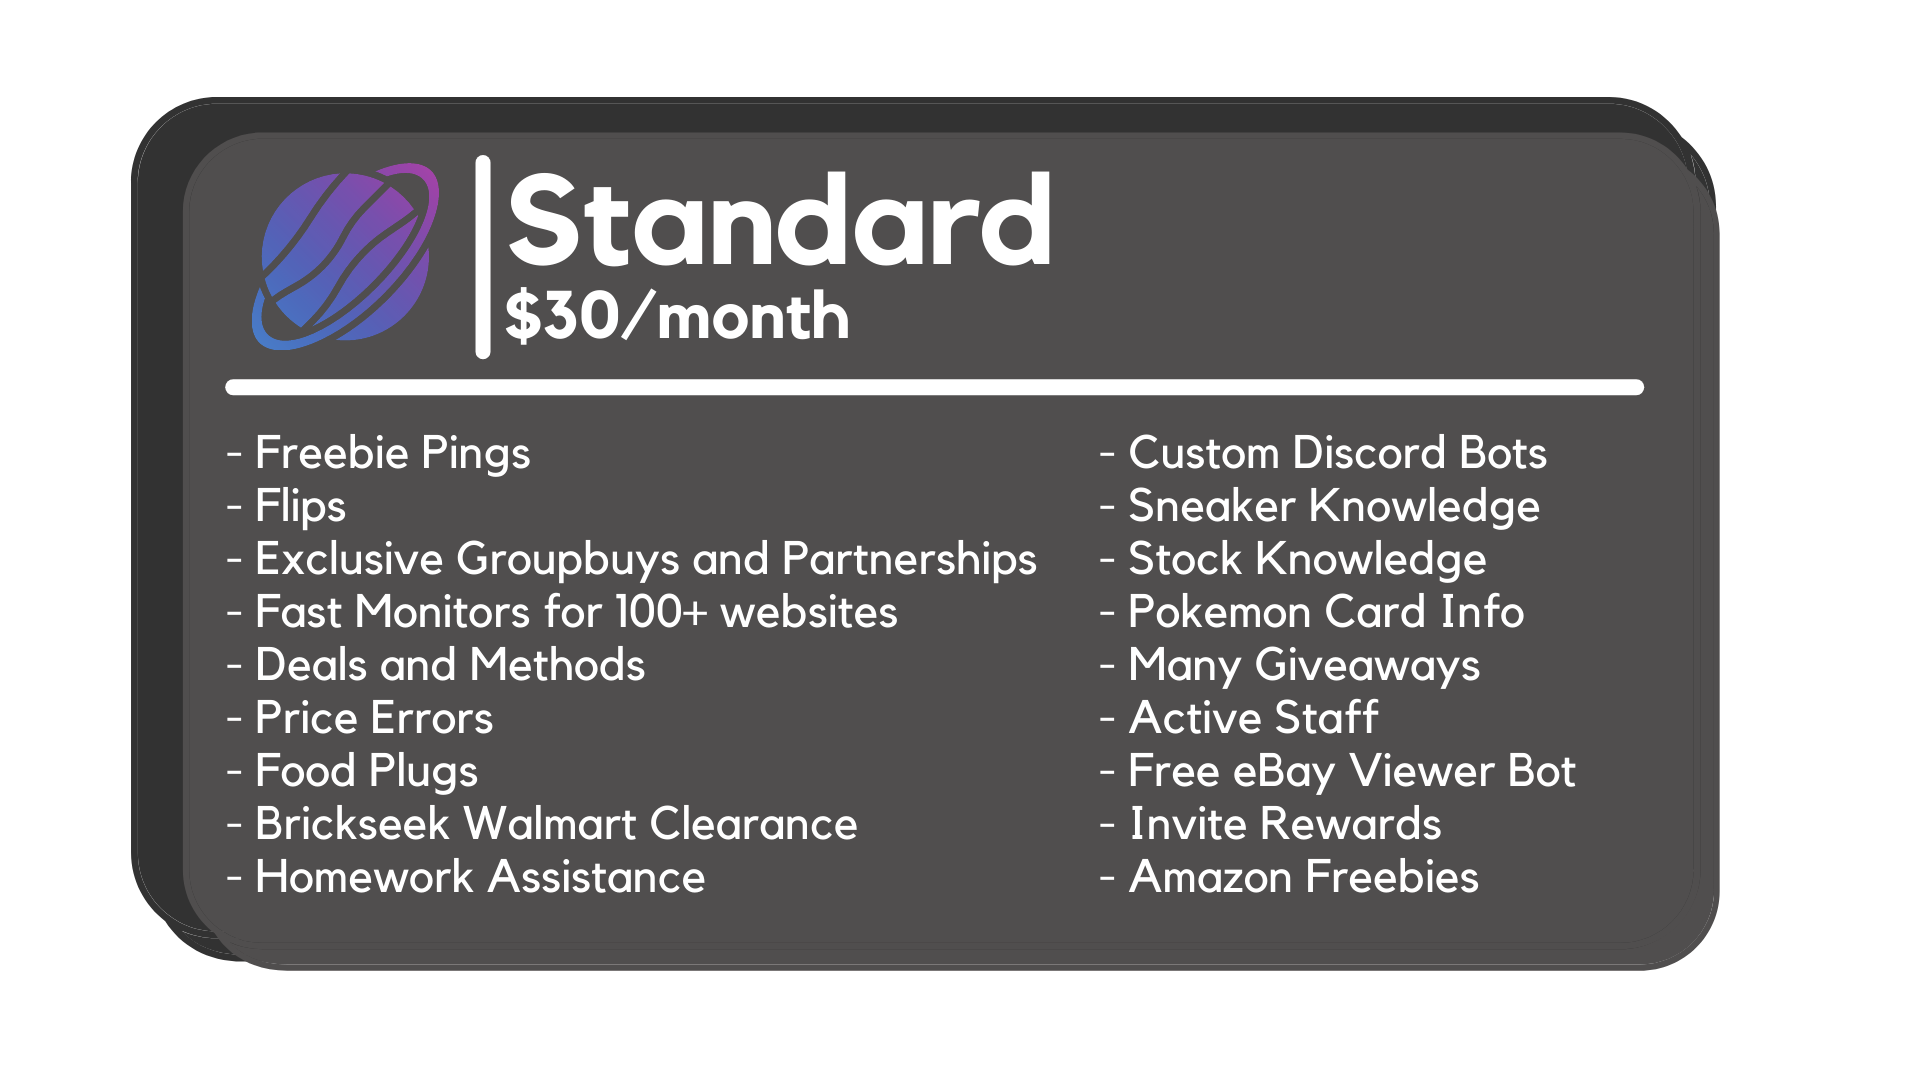 Standard
$30/month
- Freebie Pings
- Flips
- Exclusive Groupbuys and Partnerships
- Fast Monitors for 100+ websites
- Deals and Methods
- Price Errors
- Food Plugs
- Brickseek Walmart Clearance
- Homework Assistance
- Custom Discord Bots
- Sneaker Knowledge
- Stock Knowledge
- Pokemon Card Info
- Many Giveaways
- Active Staff
- Free eBay Viewer Bot
- Invite Rewards
- Amazon Freebies